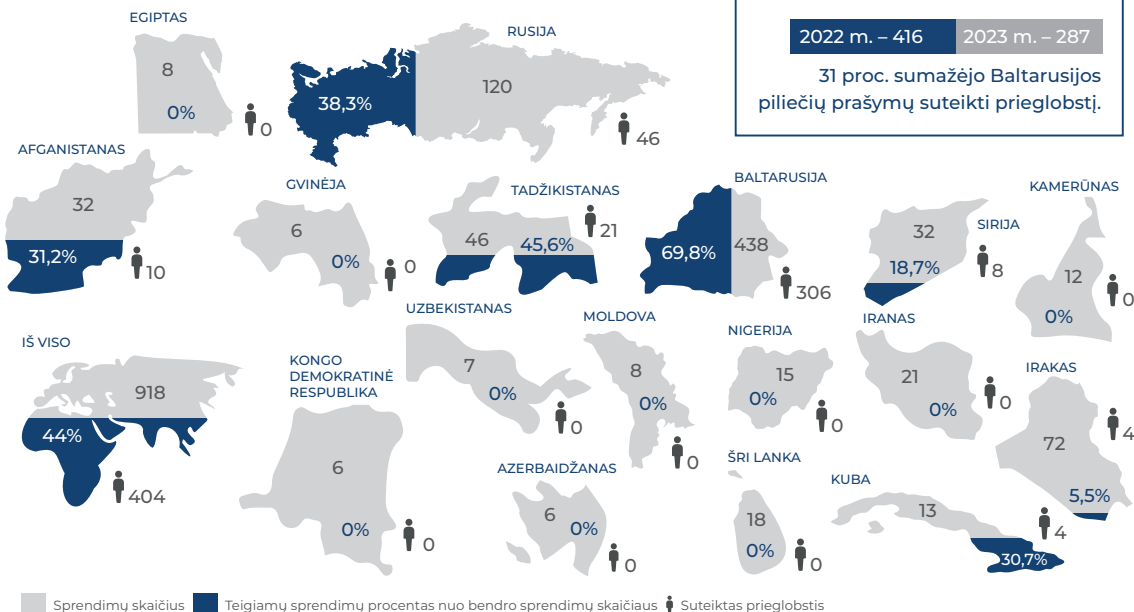 EGIPTAS
8
0%
0
RUSIJA
38,3%
120
46
2022 m. – 416
2023 m. – 287
31 proc. sumažėjo Baltarusijos
piliečių prašymų suteikti prieglobstį.
AFGANISTANAS
32
31,2%
10
GVINĖJA
6
0%
0
TADŽIKISTANAS
46
45,6%
21
BALTARUSIJA
69,8%
438
306
SIRIJA
32
18,7%
8
KAMERŪNAS
12
0%
0
IŠ VISO
918
44%
404
KONGO
DEMOKRATINĖ
RESPUBLIKA
6
0%
0
UZBEKISTANAS
7
0%
0
MOLDOVA
8
0%
0
NIGERIJA
15
0%
0
IRANAS
21
0%
0
IRAKAS
72
5,5%
4
AZERBAIDŽANAS
6
0%
0
ŠRI LANKA
18
0%
0
KUBA
13
30,7%
4
Sprendimų skaičius
Teigiamų sprendimų procentas nuo bendro sprendimų skaičiaus
Suteiktas prieglobstis